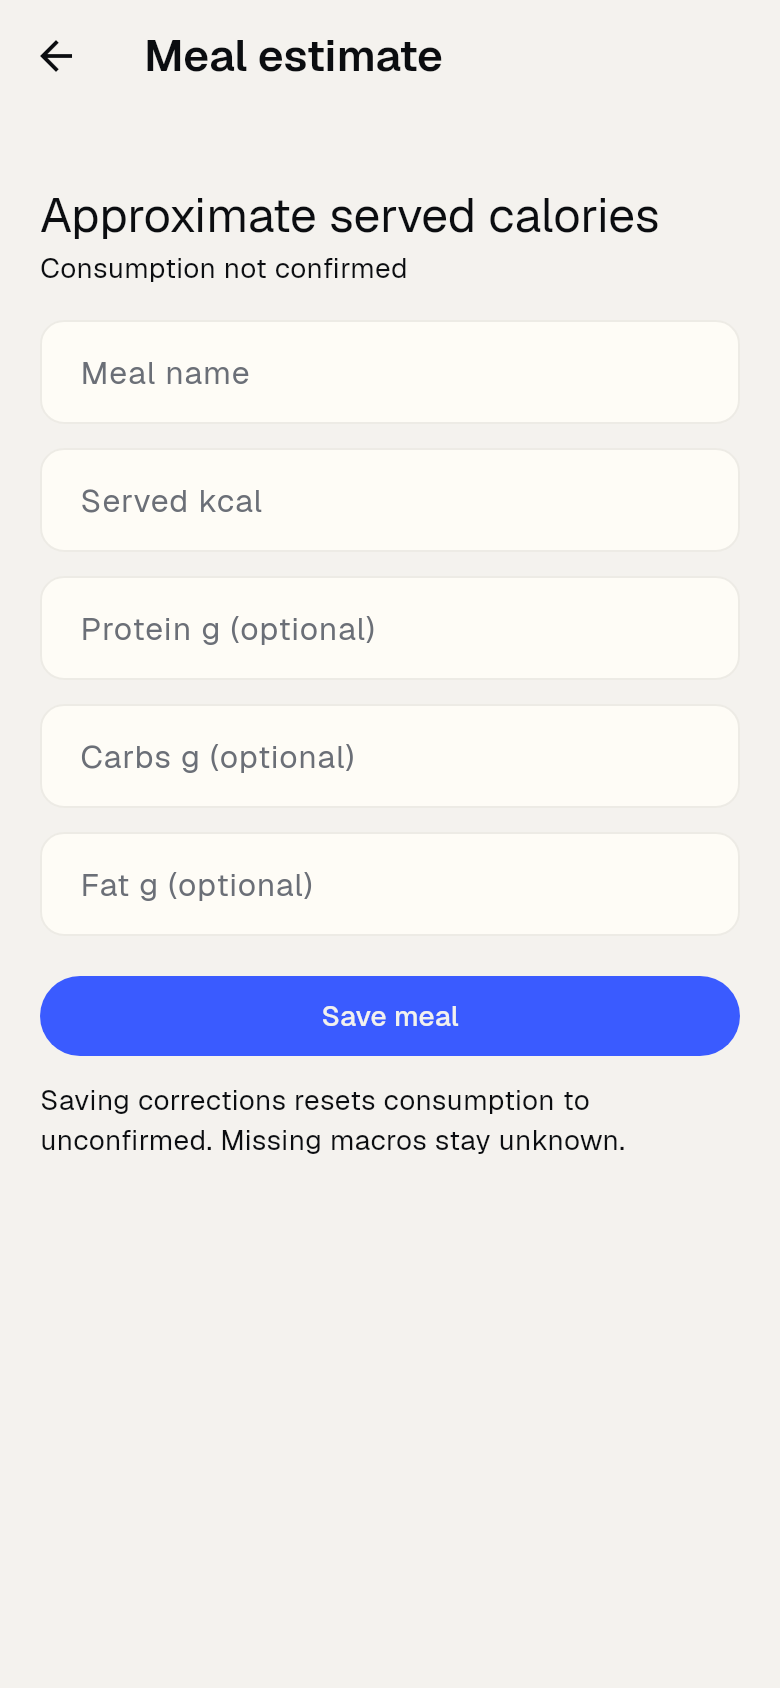 Meal estimate
Approximate served calories
Consumption not confirmed
Meal name
Served kcal
Protein g (optional)
Carbs g (optional)
Fat g (optional)
Save meal
Saving corrections resets consumption to
unconfirmed. Missing macros stay unknown.